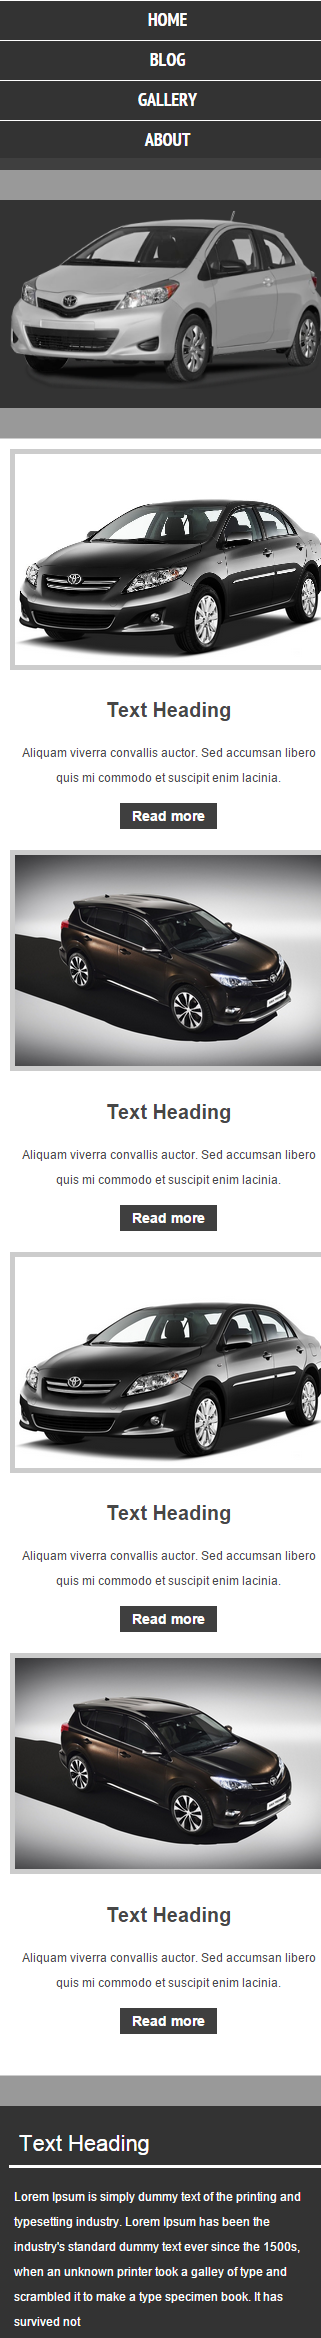 HOME
BLOG
GALLERY
ABOUT
Text Heading
Aliquam viverra convallis auctor. Sed accumsan libero
quis mi commodo et suscipit enim lacinia.
Read more
Text Heading
Aliquam viverra convallis auctor. Sed accumsan libero
quis mi commodo et suscipit enim lacinia.
Read more
Text Heading
Aliquam viverra convallis auctor. Sed accumsan libero
quis mi commodo et suscipit enim lacinia.
Read more
Text Heading
Aliquam viverra convallis auctor. Sed accumsan libero
quis mi commodo et suscipit enim lacinia.
Read more
Text Heading
Lorem Ipsum is simply dummy text of the printing and
typesetting industry. Lorem Ipsum has been the
industry's standard dummy text ever since the 1500s,
when an unknown printer took a galley of type and
scrambled it to make a type specimen book. It has
survived not